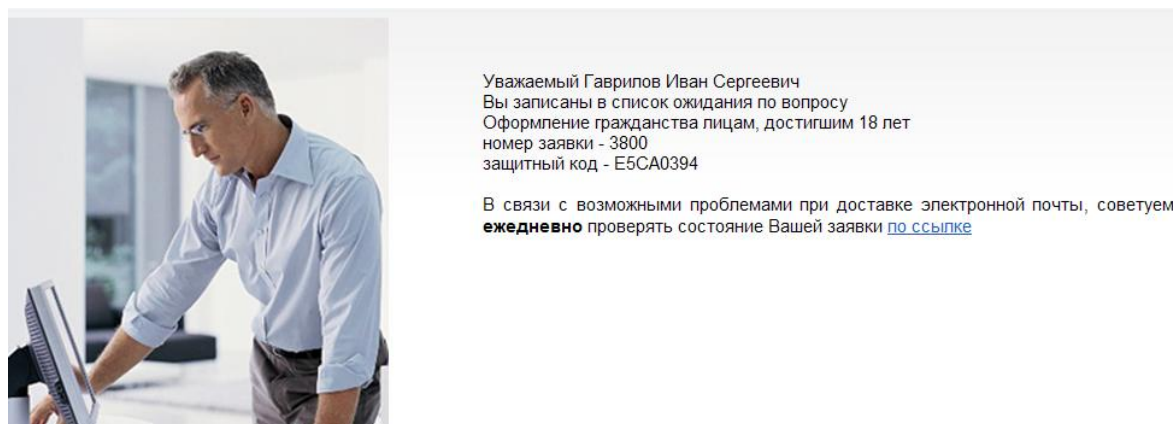 Уважаемый Гаврилов Иван Сергеевич
Вы записаны в список ожидания по вопросу
Оформление гражданства лицам, достигшим 18 лет
номер заявки - 3800
защитный код - E5CA0394
В связи с возможными проблемами при доставке электронной почты, советуем
ежедневно проверять состояние Вашей заявки по ссылке